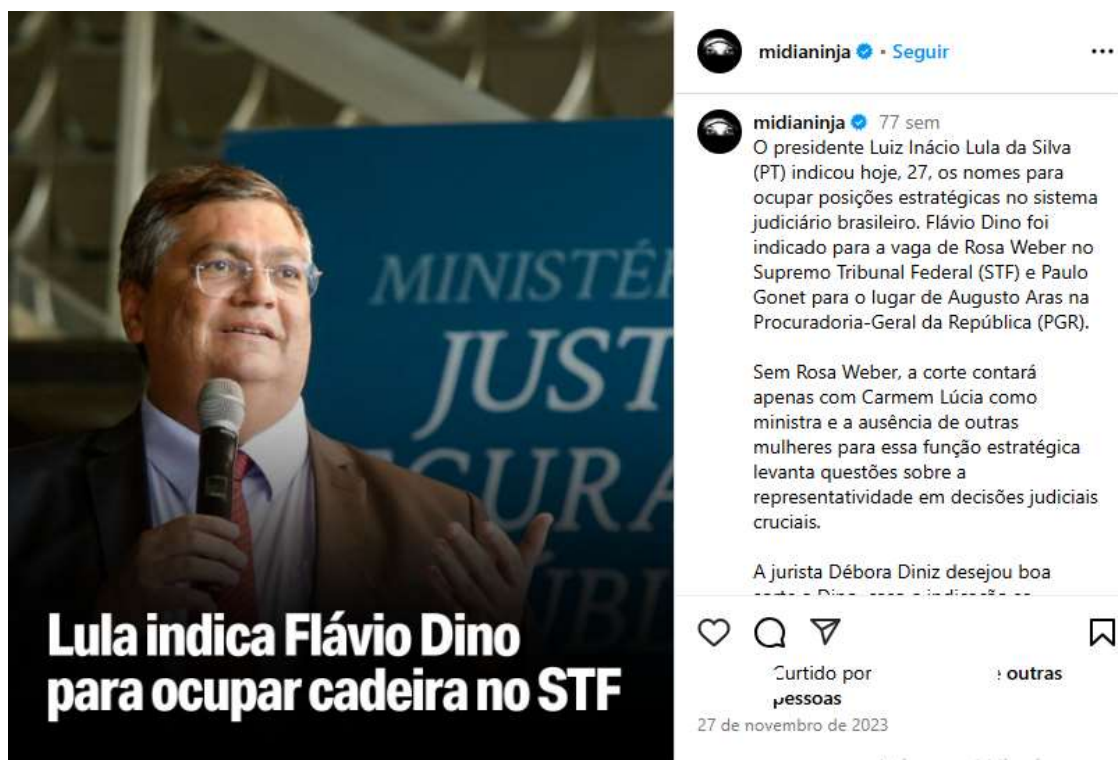 MINISTÉ
JUST
GURA
ÚBL
Lula indica Flávio Dino
para ocupar cadeira no STF
midianinja • Seguir
midianinja 77 sem
O presidente Luiz Inácio Lula da Silva
(PT) indicou hoje, 27, os nomes para
ocupar posições estratégicas no sistema
judiciário brasileiro. Flávio Dino foi
indicado para a vaga de Rosa Weber no
Supremo Tribunal Federal (STF) e Paulo
Gonet para o lugar de Augusto Aras na
Procuradoria-Geral da República (PGR).
Sem Rosa Weber, a corte contará
apenas com Carmem Lúcia como
ministra e a ausência de outras
mulheres para essa função estratégica
levanta questões sobre a
representatividade em decisões judiciais
cruciais.
A jurista Débora Diniz desejou boa
Curtido por e outras
pessoas
27 de novembro de 2023